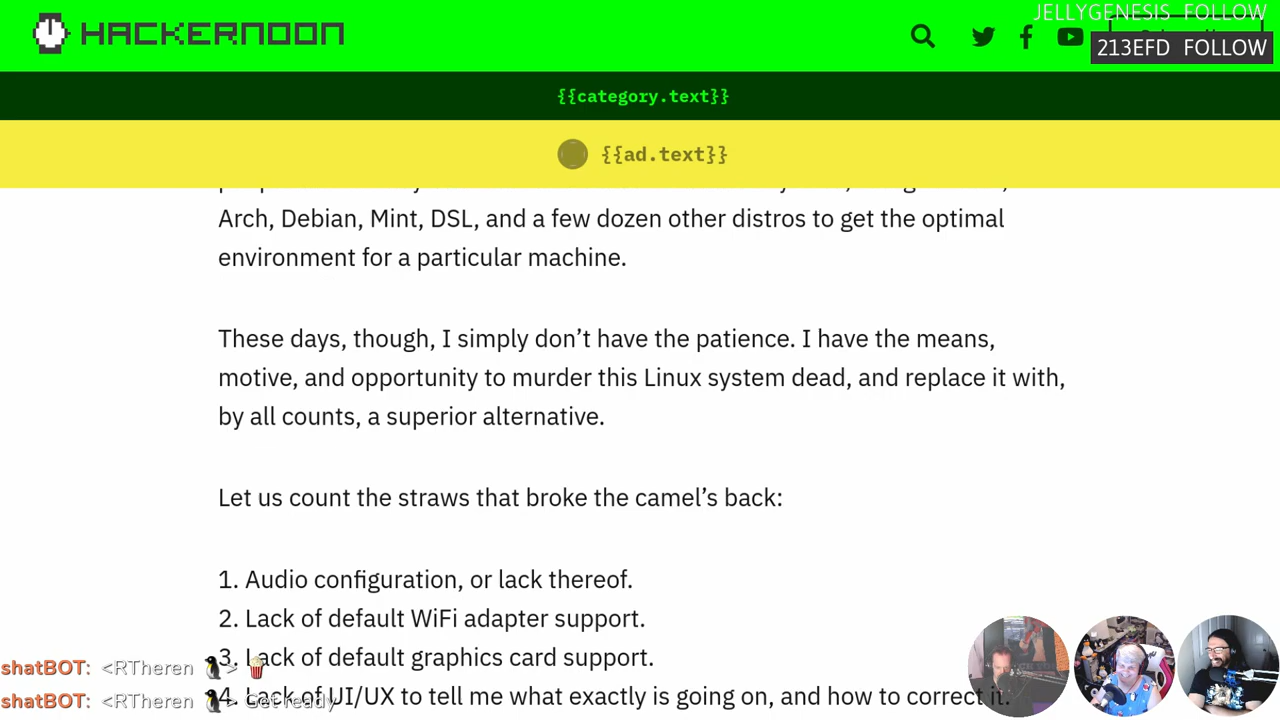 HACKERNOON
JELLYGENESIS FOLLOW
213EFD FOLLOW
{{category.text}}
{{ad.text}}
Arch, Debian, Mint, DSL, and a few dozen other distros to get the optimal
environment for a particular machine.
These days, though, I simply don’t have the patience. I have the means,
motive, and opportunity to murder this Linux system dead, and replace it with,
by all counts, a superior alternative.
Let us count the straws that broke the camel’s back:
1. Audio configuration, or lack thereof.
2. Lack of default WiFi adapter support.
3. Lack of default graphics card support.
4. Lack of UI/UX to tell me what exactly is going on, and how to correct it.
shatBOT: <RTheren 🐧> 🍿
shatBOT: <RTheren 🐧> Get ready